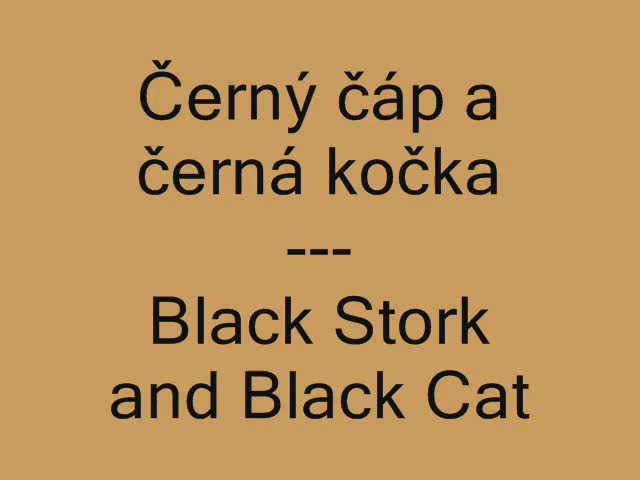 Černý čáp a
černá kočka
---
Black Stork
and Black Cat